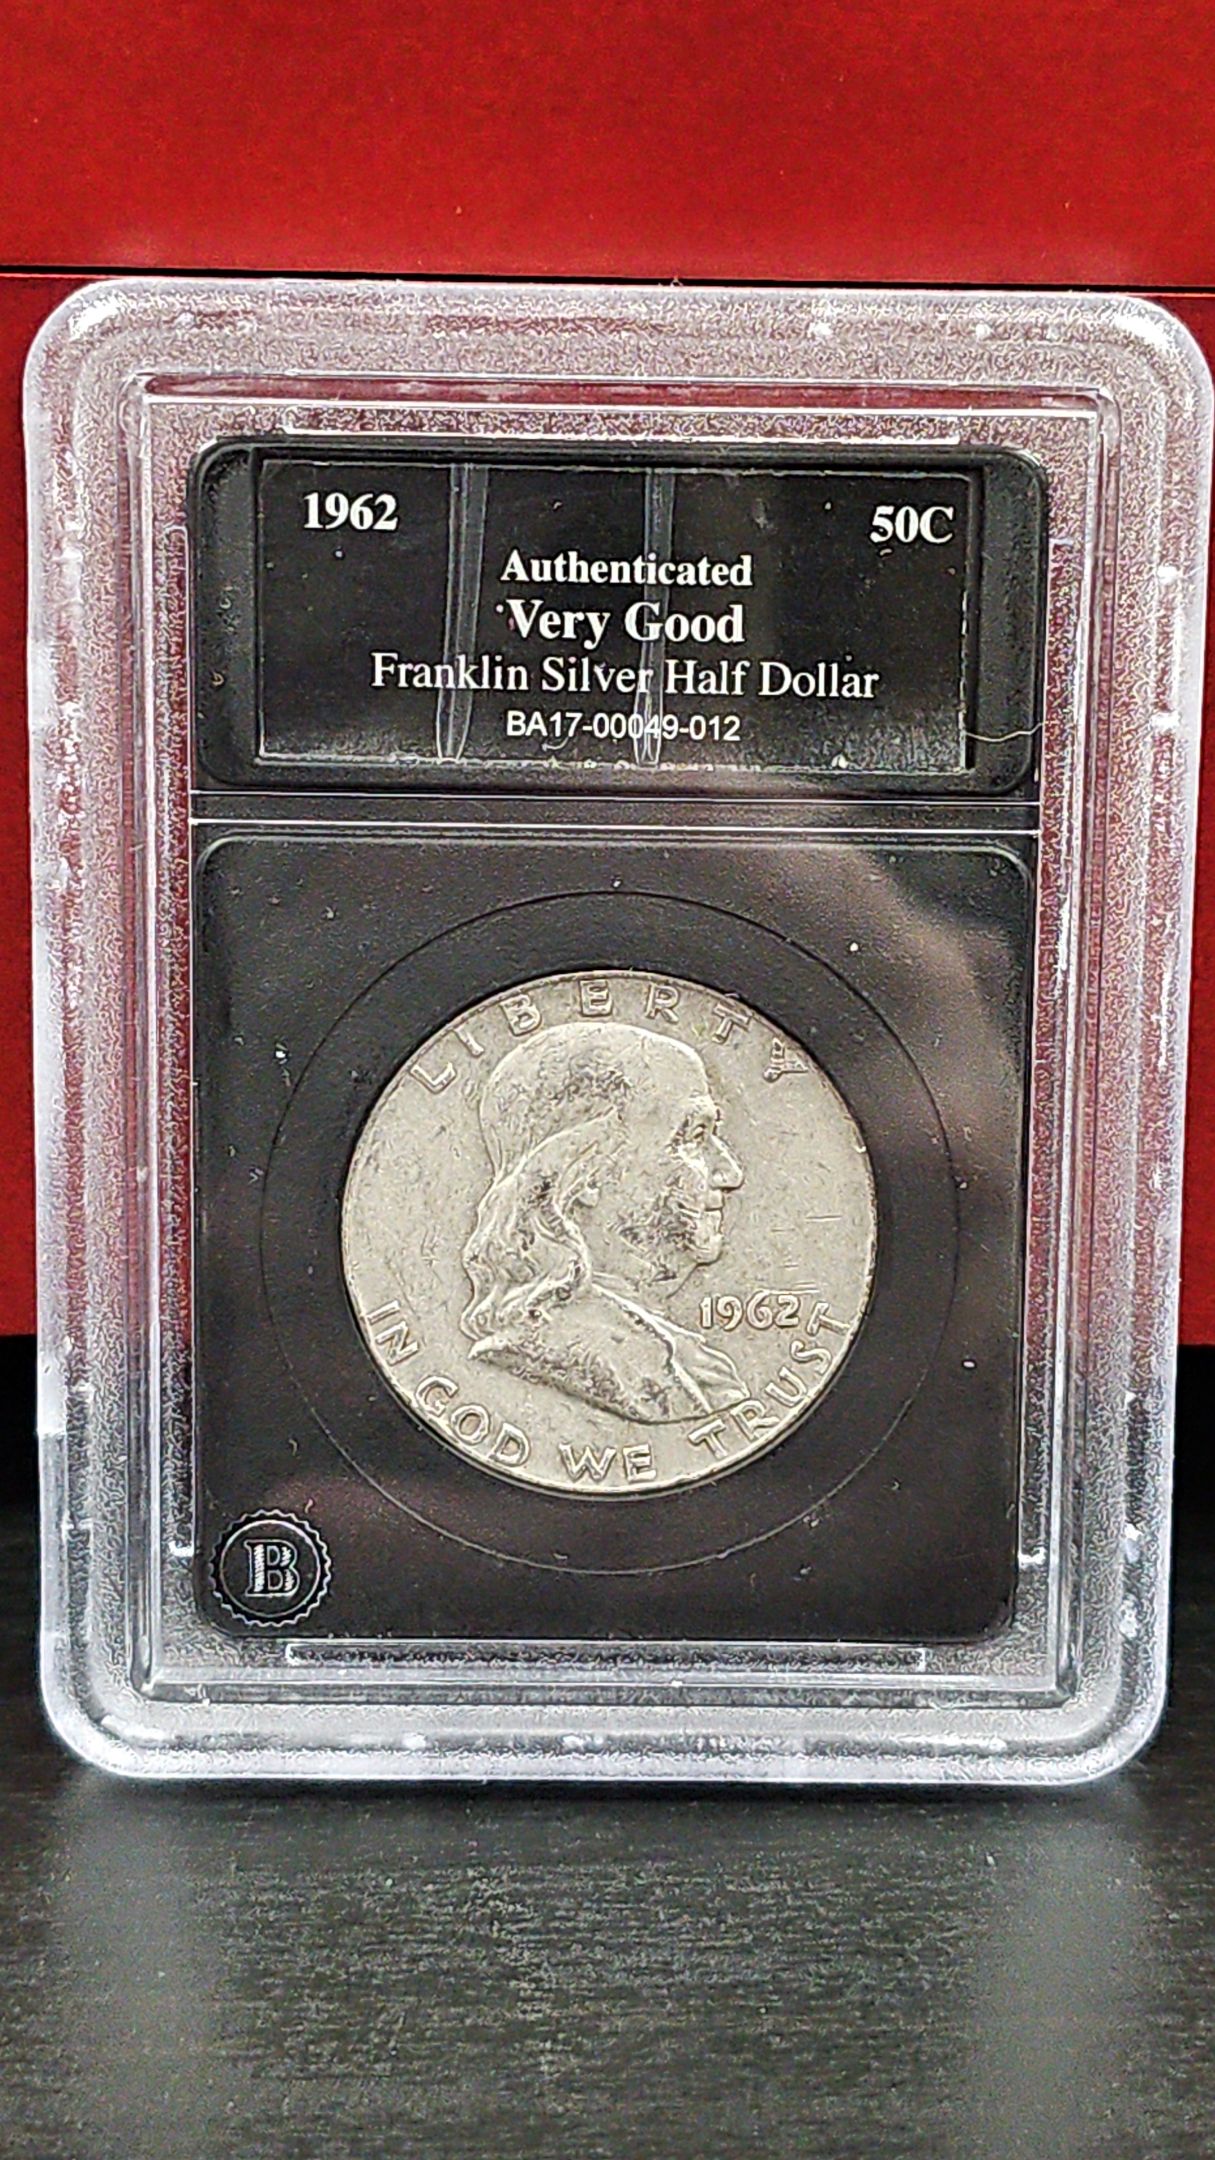 1962 50C
Authenticated
Very Good
Franklin Silver Half Dollar
BA17-00049-012
LIBERTY
1962
IN GOD WE TRUST
B